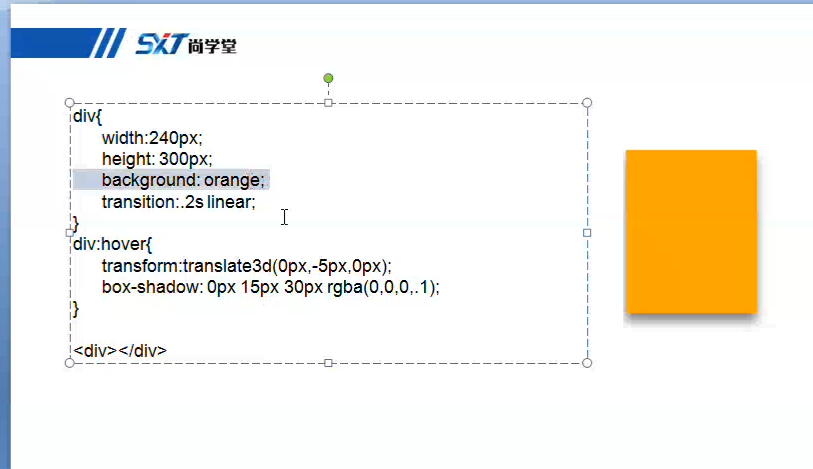 SXT尚学堂
div{
width:240px;
height: 300px;
background: orange;
transition:.2s linear;
}
div:hover{
transform:translate3d(0px,-5px,0px);
box-shadow: 0px 15px 30px rgba(0,0,0,.1);
}
<div></div>